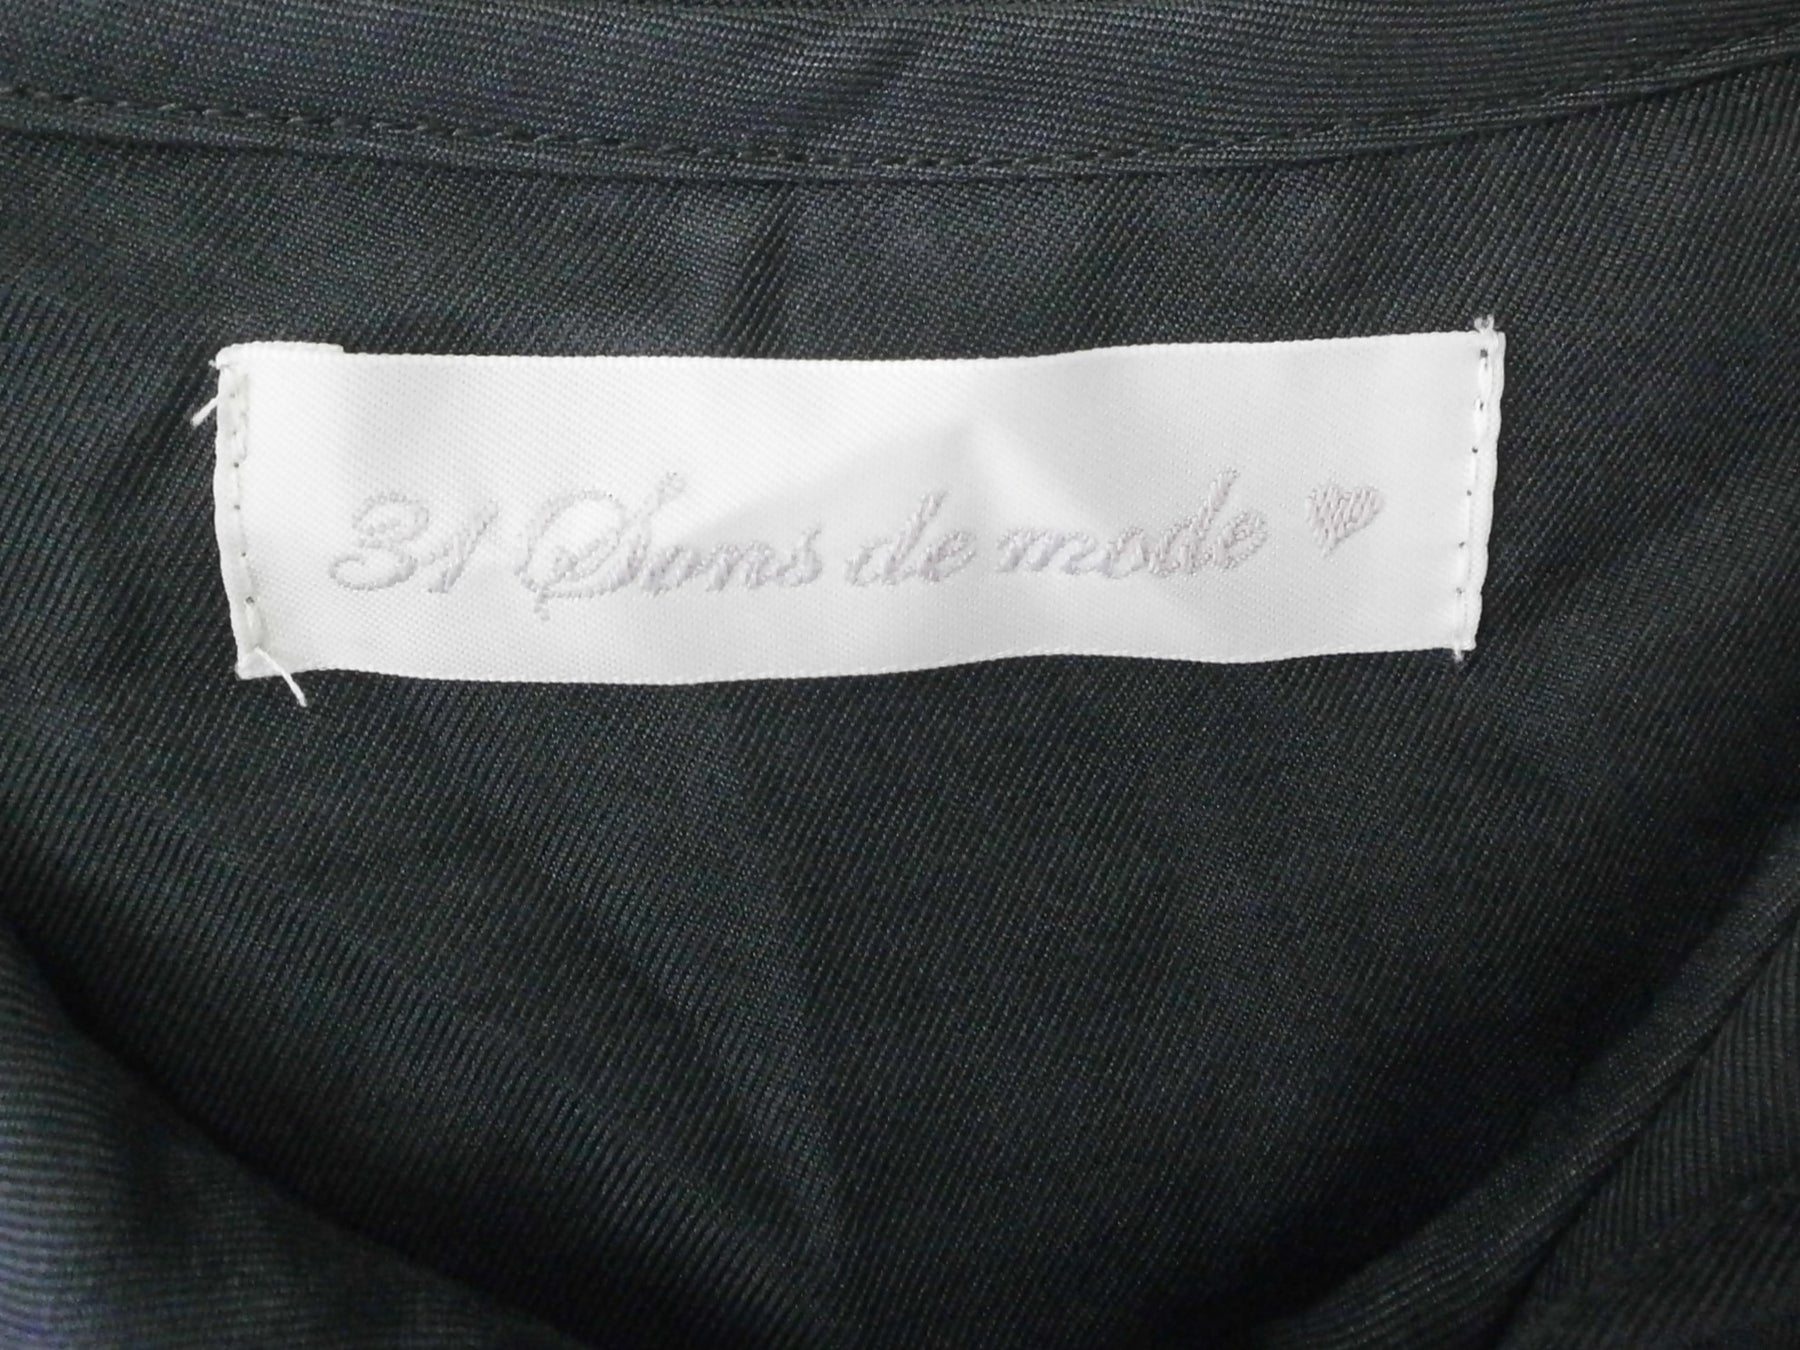 31 Sons de mode ♥